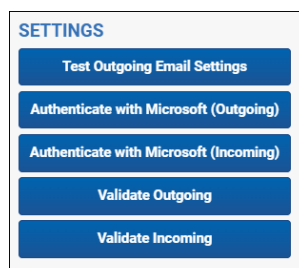 SETTINGS
Test Outgoing Email Settings
Authenticate with Microsoft (Outgoing)
Authenticate with Microsoft (Incoming)
Validate Outgoing
Validate Incoming